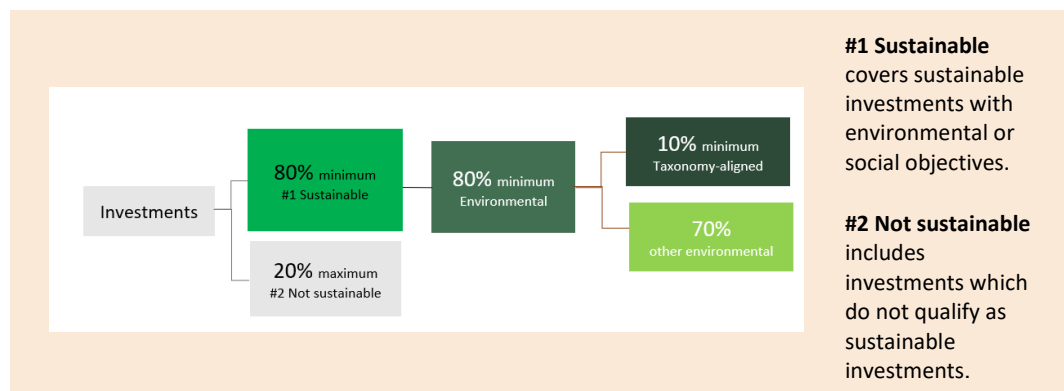 Investments
80% minimum
#1 Sustainable
20% maximum
#2 Not sustainable
80% minimum
Environmental
10% minimum
Taxonomy-aligned
70%
other environmental
#1 Sustainable
covers sustainable
investments with
environmental or
social objectives.
#2 Not sustainable
includes
investments which
do not qualify as
sustainable
investments.